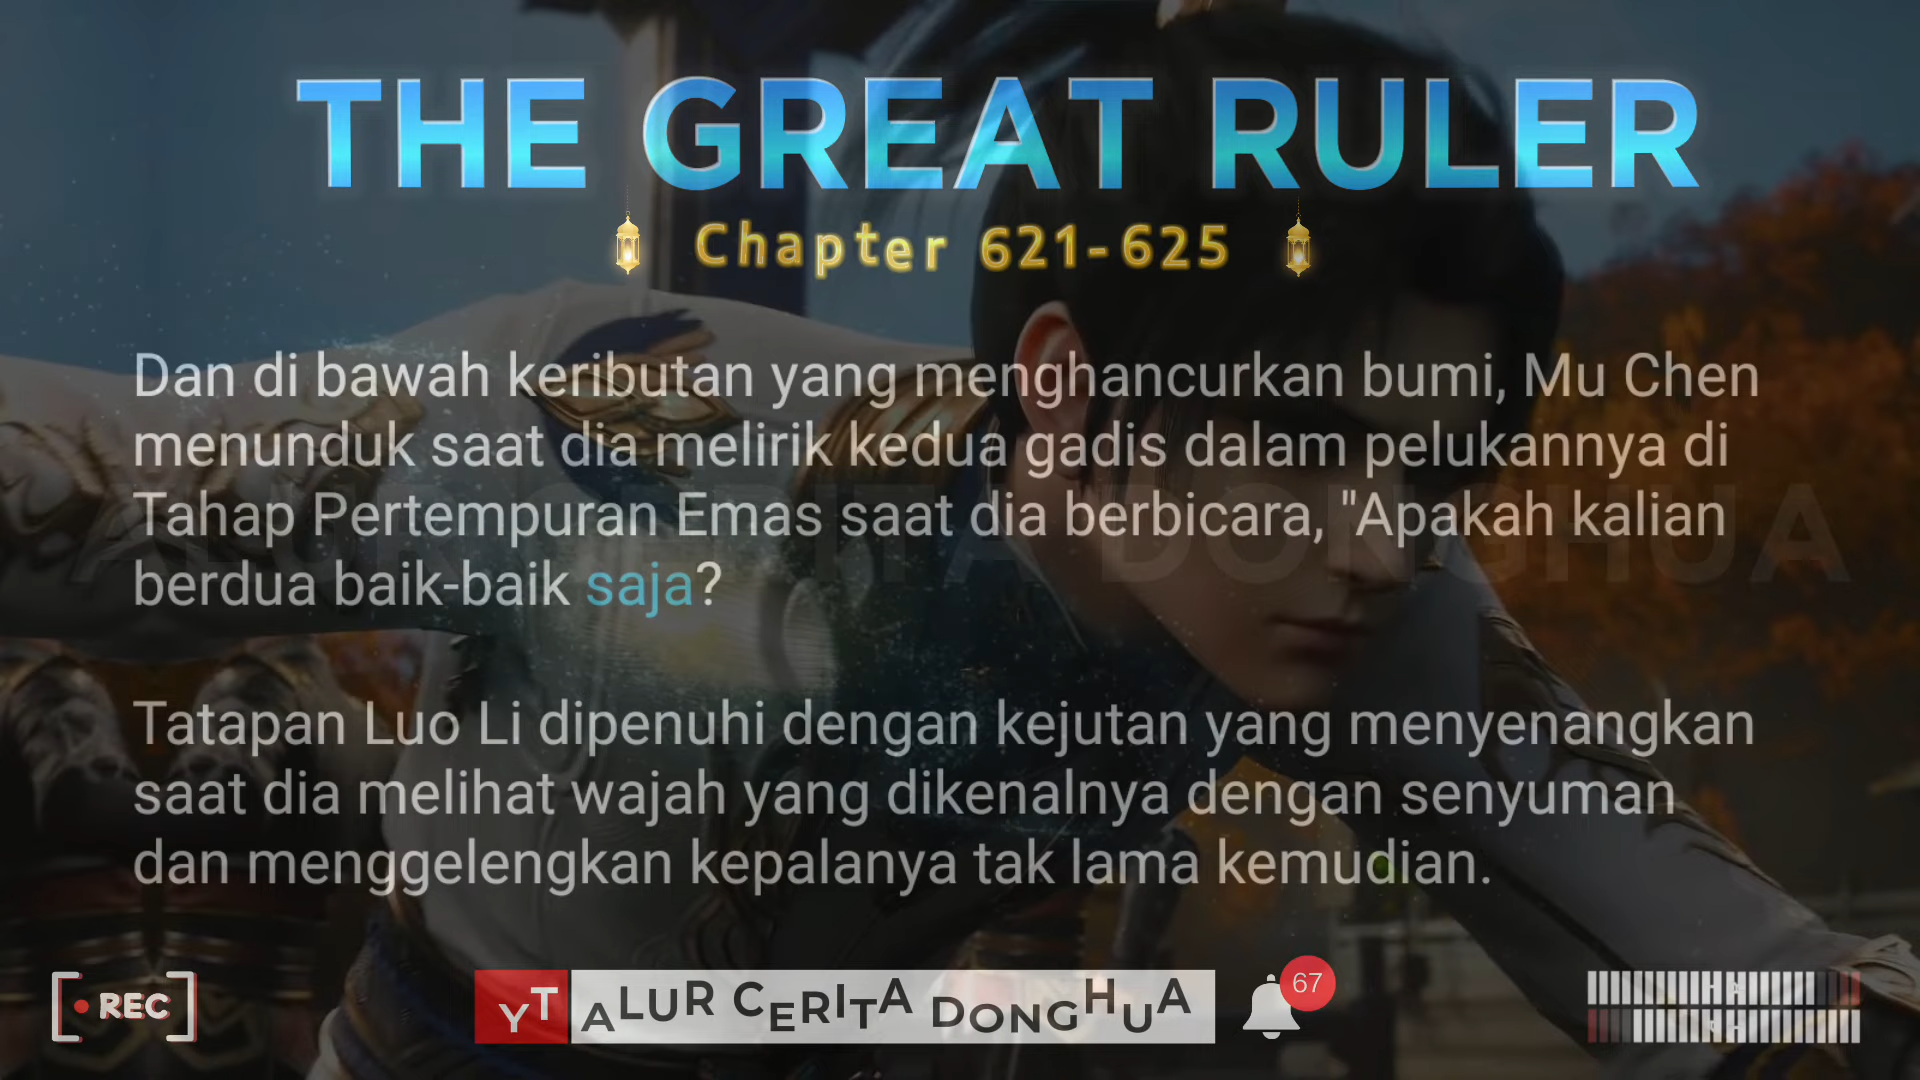 THE GREAT RULER
Chapter 621-625
Dan di bawah keributan yang menghancurkan bumi, Mu Chen
menunduk saat dia melirik kedua gadis dalam pelukannya di
Tahap Pertempuran Emas saat dia berbicara, "Apakah kalian
berdua baik-baik saja?
ALUR CERITA DONGHUA
Tatapan Luo Li dipenuhi dengan kejutan yang menyenangkan
saat dia melihat wajah yang dikenalnya dengan senyuman
dan menggelengkan kepalanya tak lama kemudian.
REC
YT ALUR CERITA DONGHUA
67